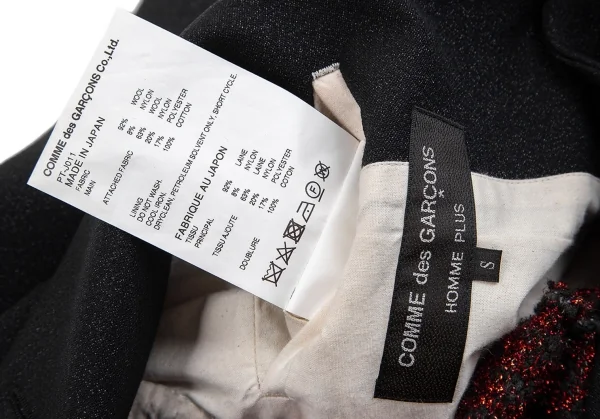 COMME des GARÇONS Co.,Ltd.
PT-J011
MADE IN JAPAN
FABRIC
MAIN 92% WOOL
8% NYLON
ATTACHED FABRIC 63% WOOL
20% NYLON
17% POLYESTER
LINING 100% COTTON
DO NOT WASH
COOL IRON.
DRYCLEAN, PETROLEUM SOLVENT ONLY. SHORT CYCLE.
FABRIQUE AU JAPON
TISSU
PRINCIPAL 92% LAINE
8% NYLON
TISSU AJOUTE 63% LAINE
20% NYLON
17% POLYESTER
DOUBLURE 100% COTON
COMME des GARÇONS
HOMME PLUS
S